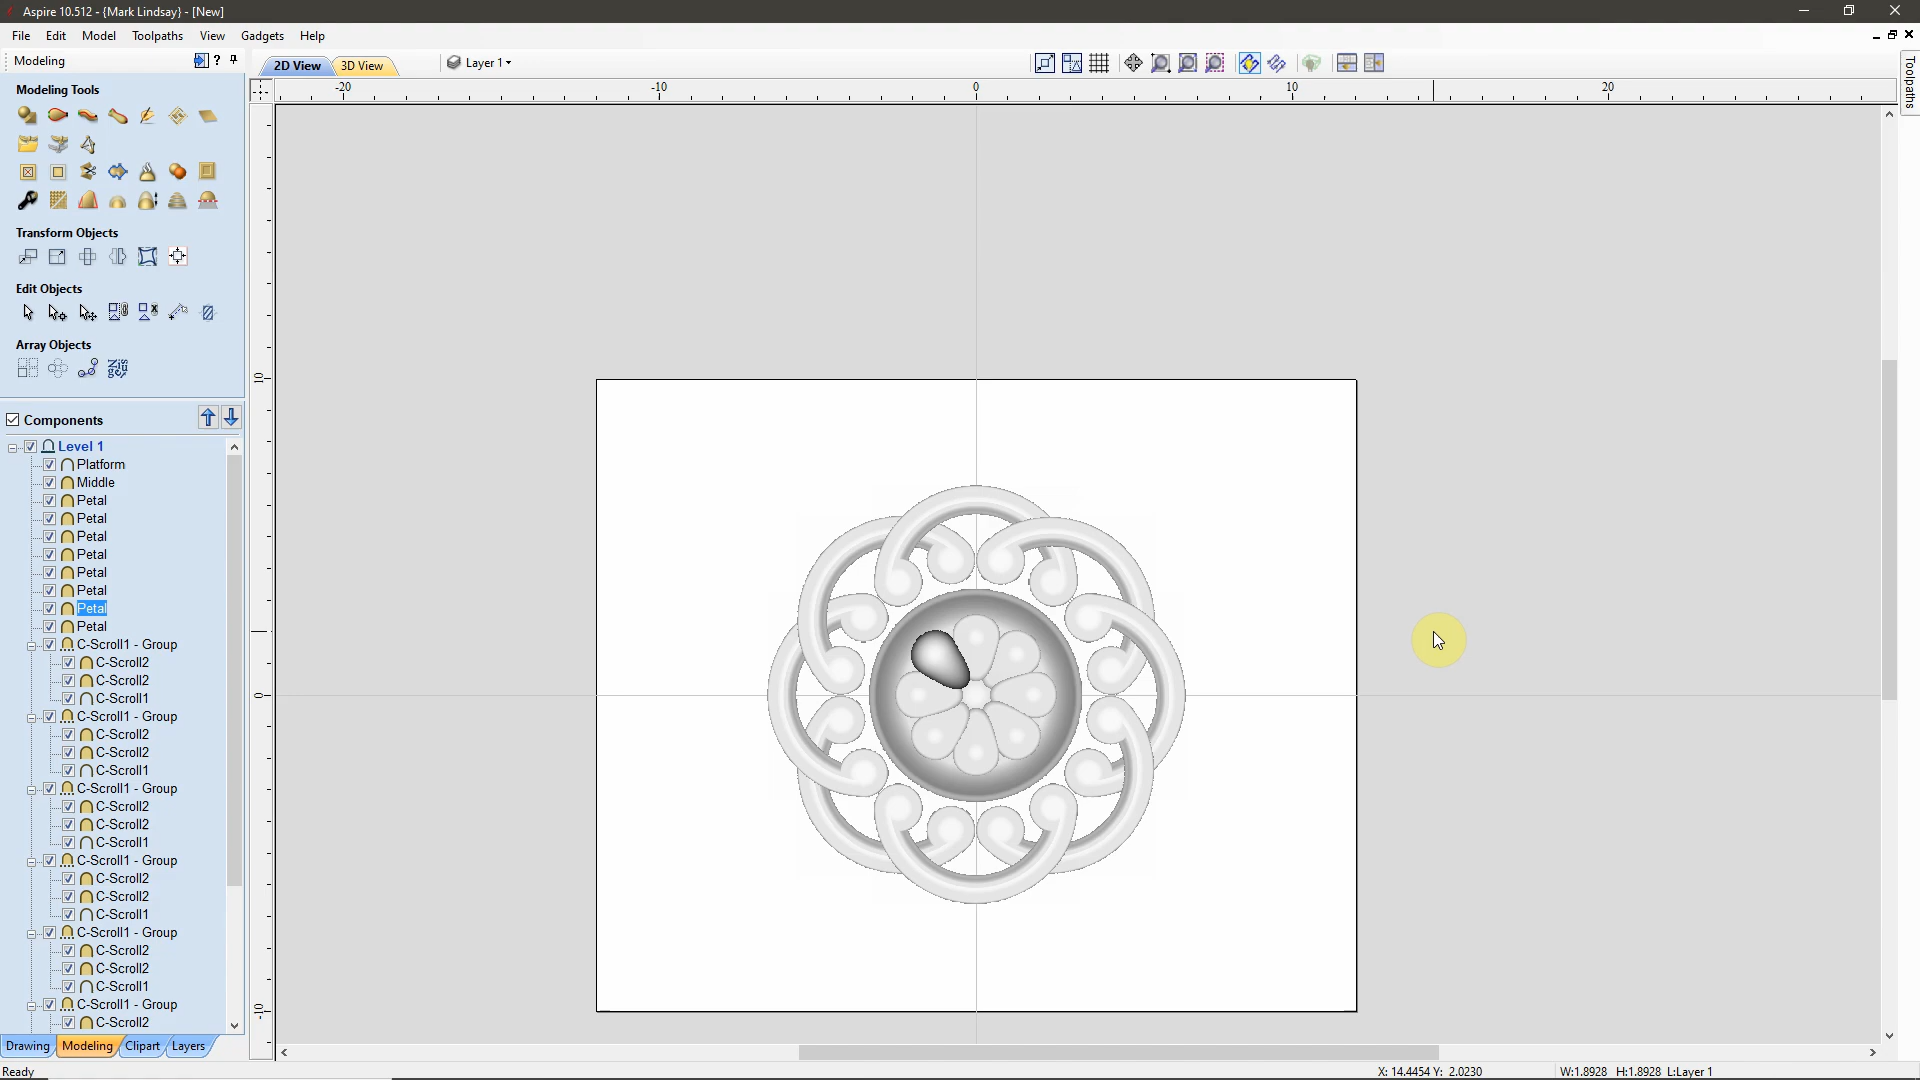 Aspire 10.512 - {Mark Lindsay} - [New]
File Edit Model Toolpaths View Gadgets Help
Modeling ?
2D View 3D View Layer 1
Toolpaths
-20 -10 0 10 20
Modeling Tools
Transform Objects
Edit Objects
Array Objects
10
0
-10
Components
Level 1
Platform
Middle
Petal
Petal
Petal
Petal
Petal
Petal
Petal
Petal
C-Scroll1 - Group
C-Scroll2
C-Scroll2
C-Scroll1
C-Scroll1 - Group
C-Scroll2
C-Scroll2
C-Scroll1
C-Scroll1 - Group
C-Scroll2
C-Scroll2
C-Scroll1
C-Scroll1 - Group
C-Scroll2
C-Scroll2
C-Scroll1
C-Scroll1 - Group
C-Scroll2
C-Scroll2
C-Scroll1
C-Scroll1 - Group
C-Scroll2
Drawing Modeling Clipart Layers
Ready
X: 14.4454 Y: 2.0230 W:1.8928 H:1.8928 L:Layer 1